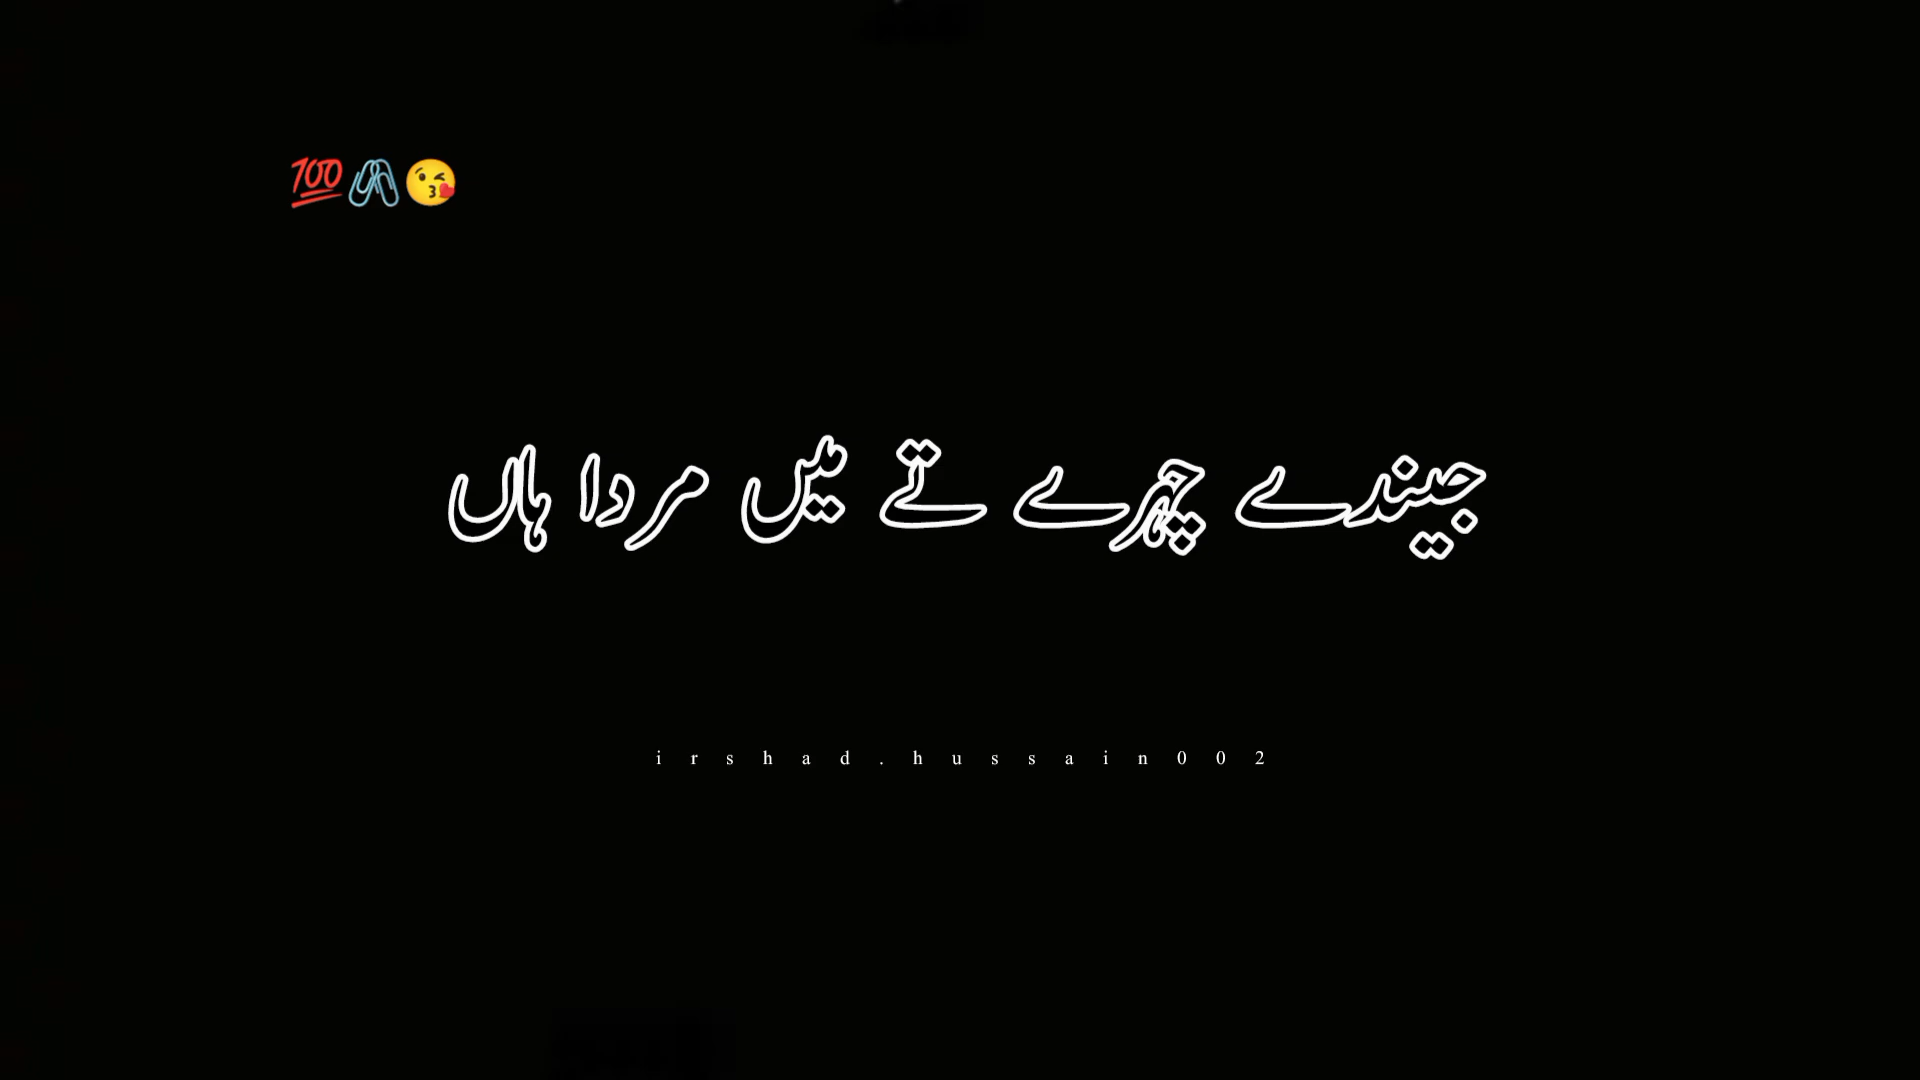 💯🖇️😘
جیندے چہرے تے میں مردا ہاں
irshad.hussain002